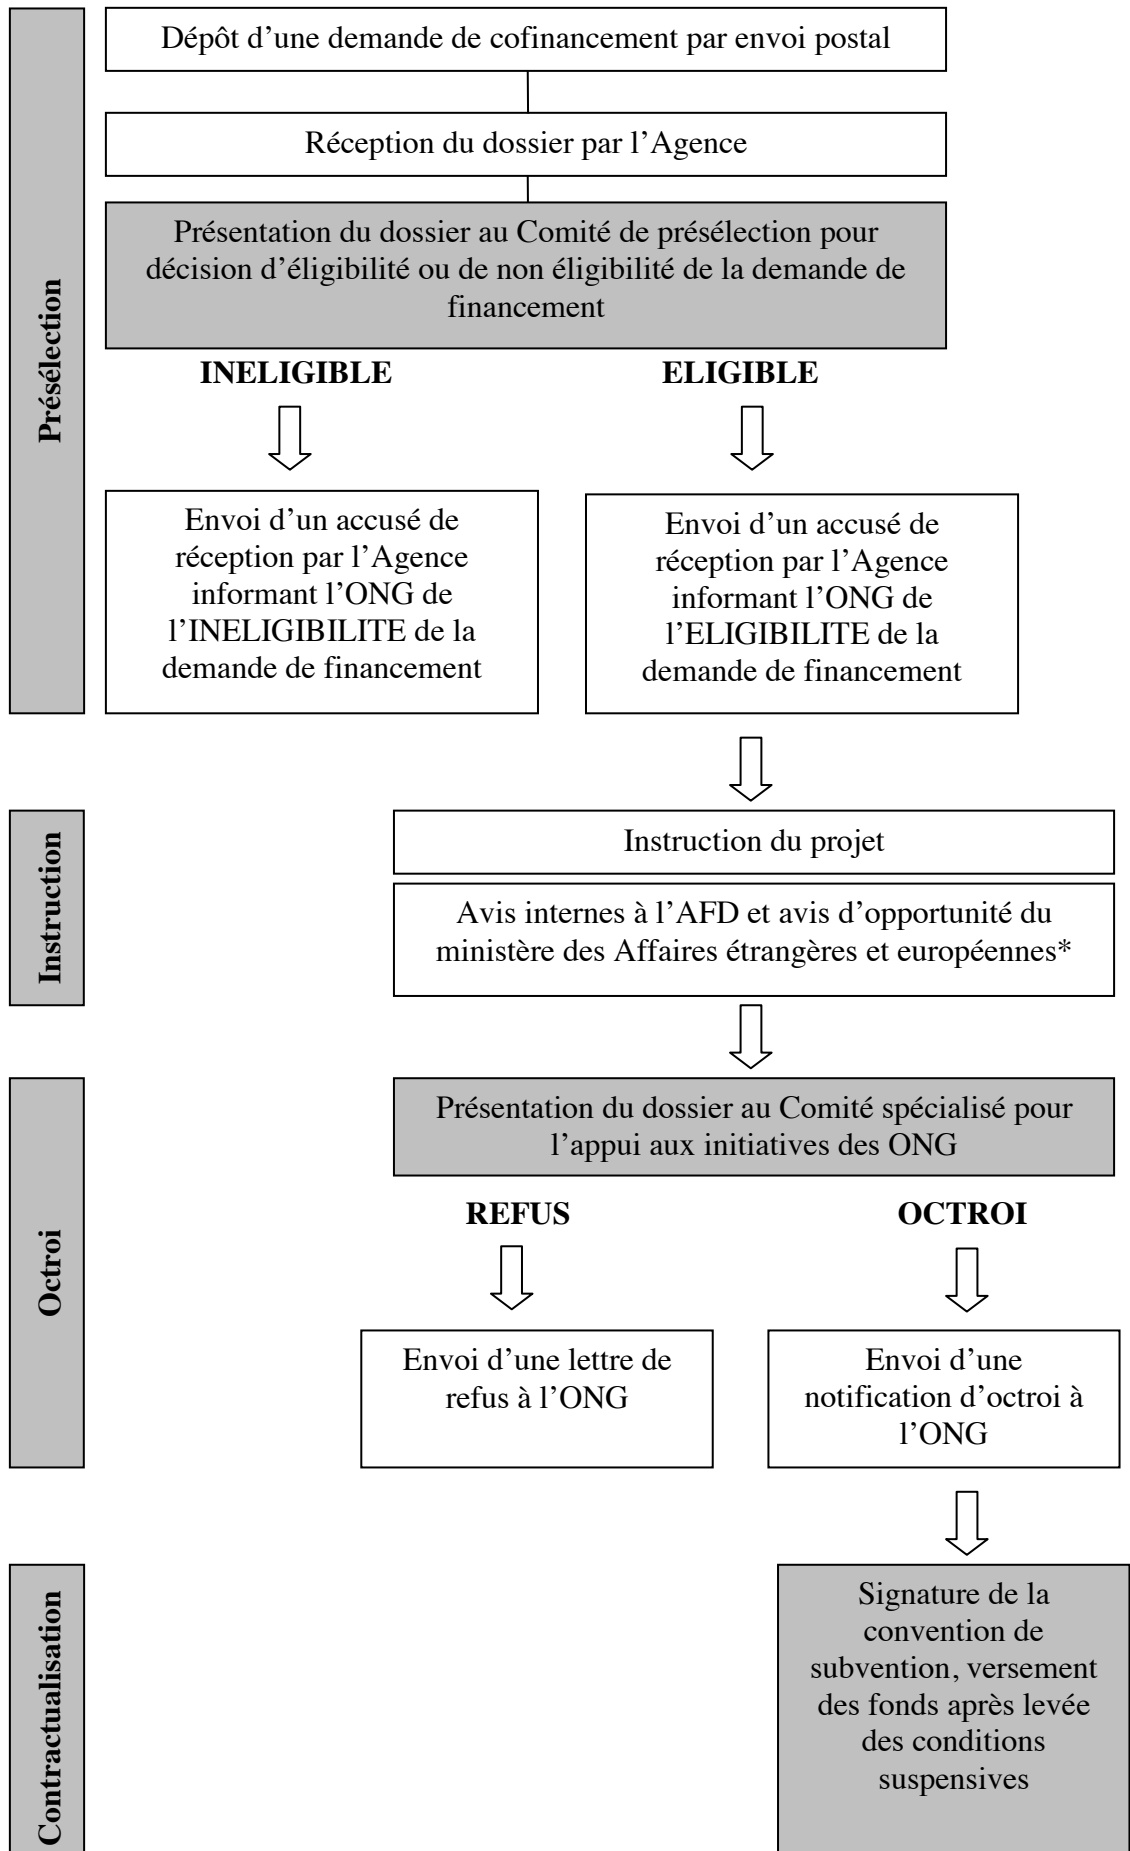 Présélection
Dépôt d’une demande de cofinancement par envoi postal
Réception du dossier par l’Agence
Présentation du dossier au Comité de présélection pour
décision d’éligibilité ou de non éligibilité de la demande de
financement
INELIGIBLE
ELIGIBLE
Envoi d’un accusé de
réception par l’Agence
informant l’ONG de
l’INELIGIBILITE de la
demande de financement
Envoi d’un accusé de
réception par l’Agence
informant l’ONG de
l’ELIGIBILITE de la
demande de financement
Instruction
Instruction du projet
Avis internes à l’AFD et avis d’opportunité du
ministère des Affaires étrangères et européennes*
Octroi
Présentation du dossier au Comité spécialisé pour
l’appui aux initiatives des ONG
REFUS
OCTROI
Envoi d’une lettre de
refus à l’ONG
Envoi d’une
notification d’octroi à
l’ONG
Contractualisation
Signature de la
convention de
subvention, versement
des fonds après levée
des conditions
suspensives